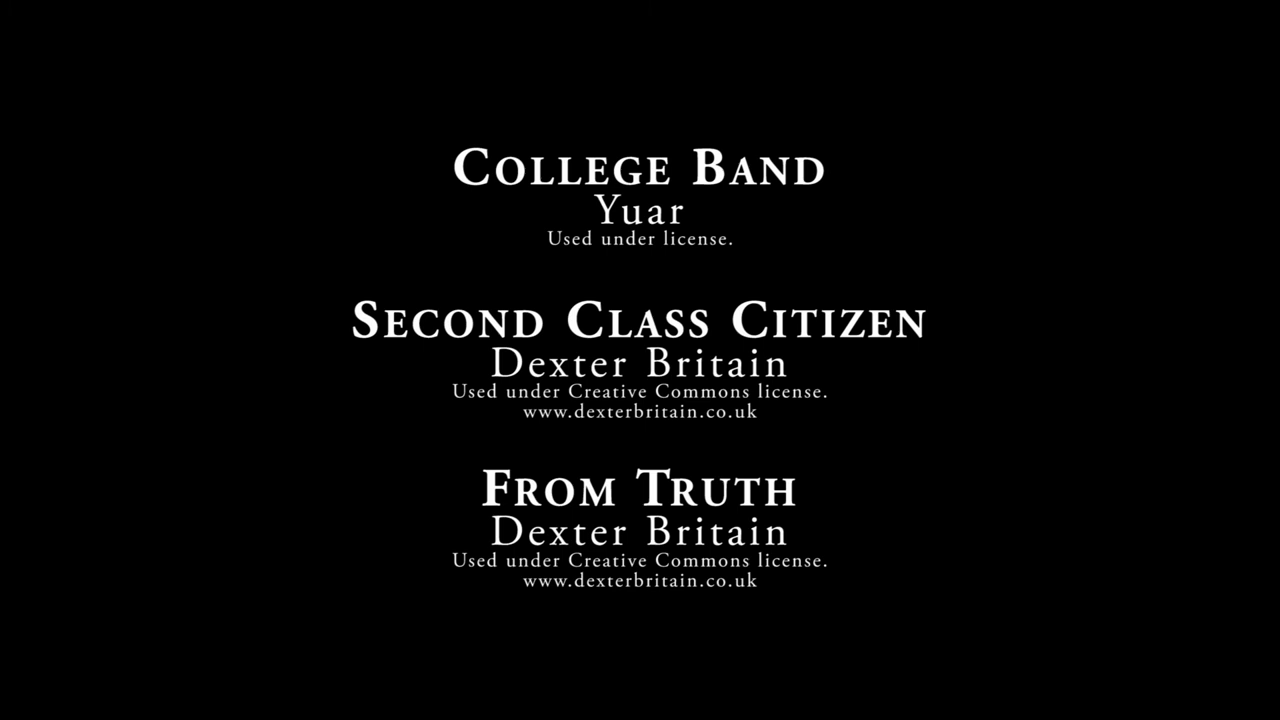 College Band
Yuar
Used under license.
Second Class Citizen
Dexter Britain
Used under Creative Commons license.
www.dexterbritain.co.uk
From Truth
Dexter Britain
Used under Creative Commons license.
www.dexterbritain.co.uk